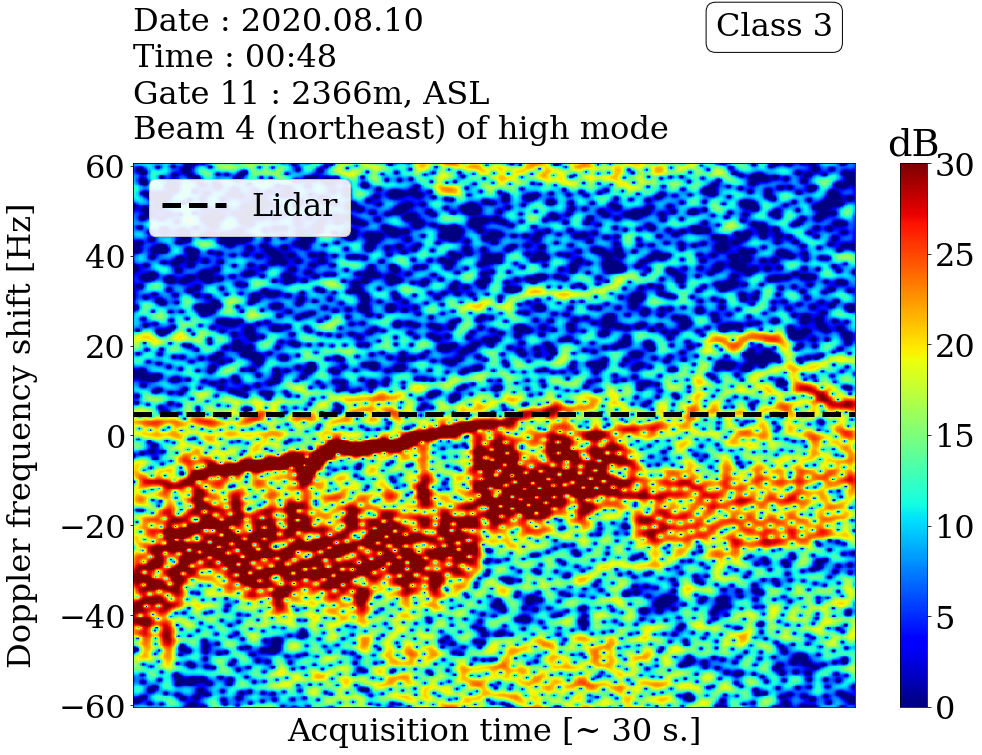 Date : 2020.08.10
Time : 00:48
Gate 11 : 2366m, ASL
Beam 4 (northeast) of high mode
Class 3
dB
Lidar
Doppler frequency shift [Hz]
60
40
20
0
−20
−40
−60
Acquisition time [~ 30 s.]
30
25
20
15
10
5
0